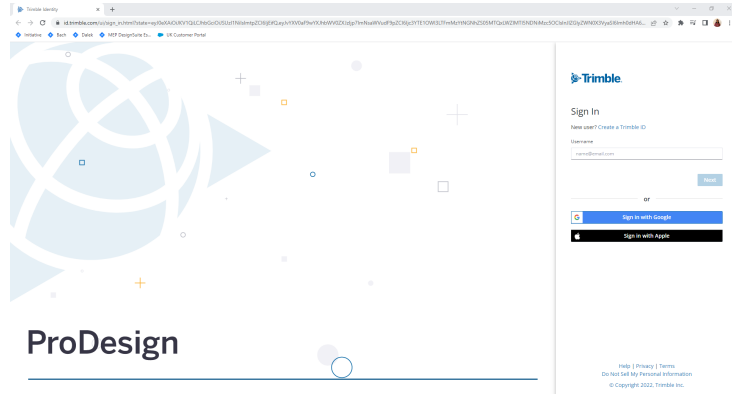 Trimble Identity
id.trimble.com/ui/sign_in.html?state=
Initiative
Bach
Dalek
MEP DesignSuite Es...
UK Customer Portal
Trimble.
Sign In
New user? Create a Trimble ID
Username
name@email.com
Next
or
G Sign in with Google
Sign in with Apple
ProDesign
Help | Privacy | Terms
Do Not Sell My Personal Information
© Copyright 2022. Trimble Inc.